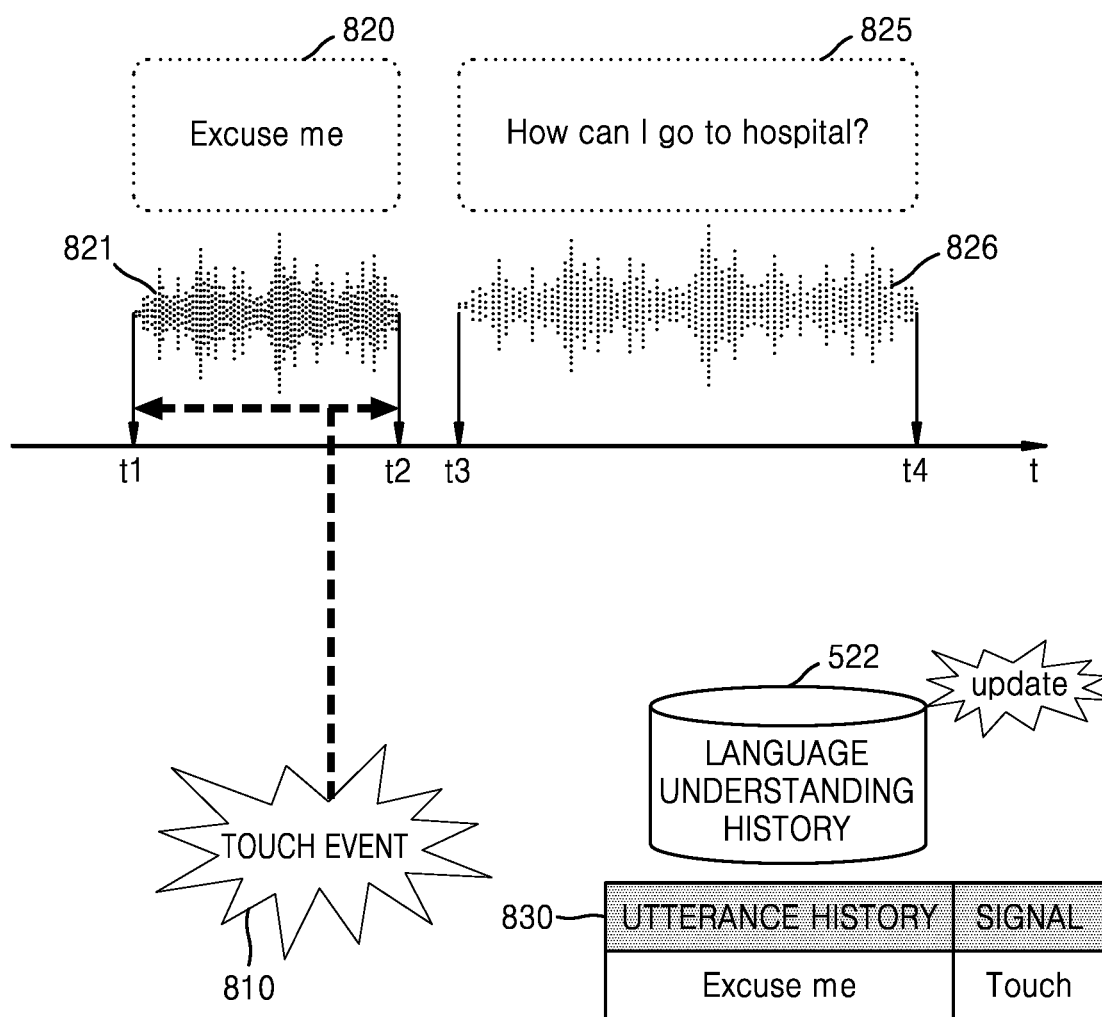 820
825
Excuse me
How can I go to hospital?
821
826
t1
t2
t3
t4
t
522
update
LANGUAGE
UNDERSTANDING
HISTORY
TOUCH EVENT
810
830
UTTERANCE HISTORY
SIGNAL
Excuse me
Touch